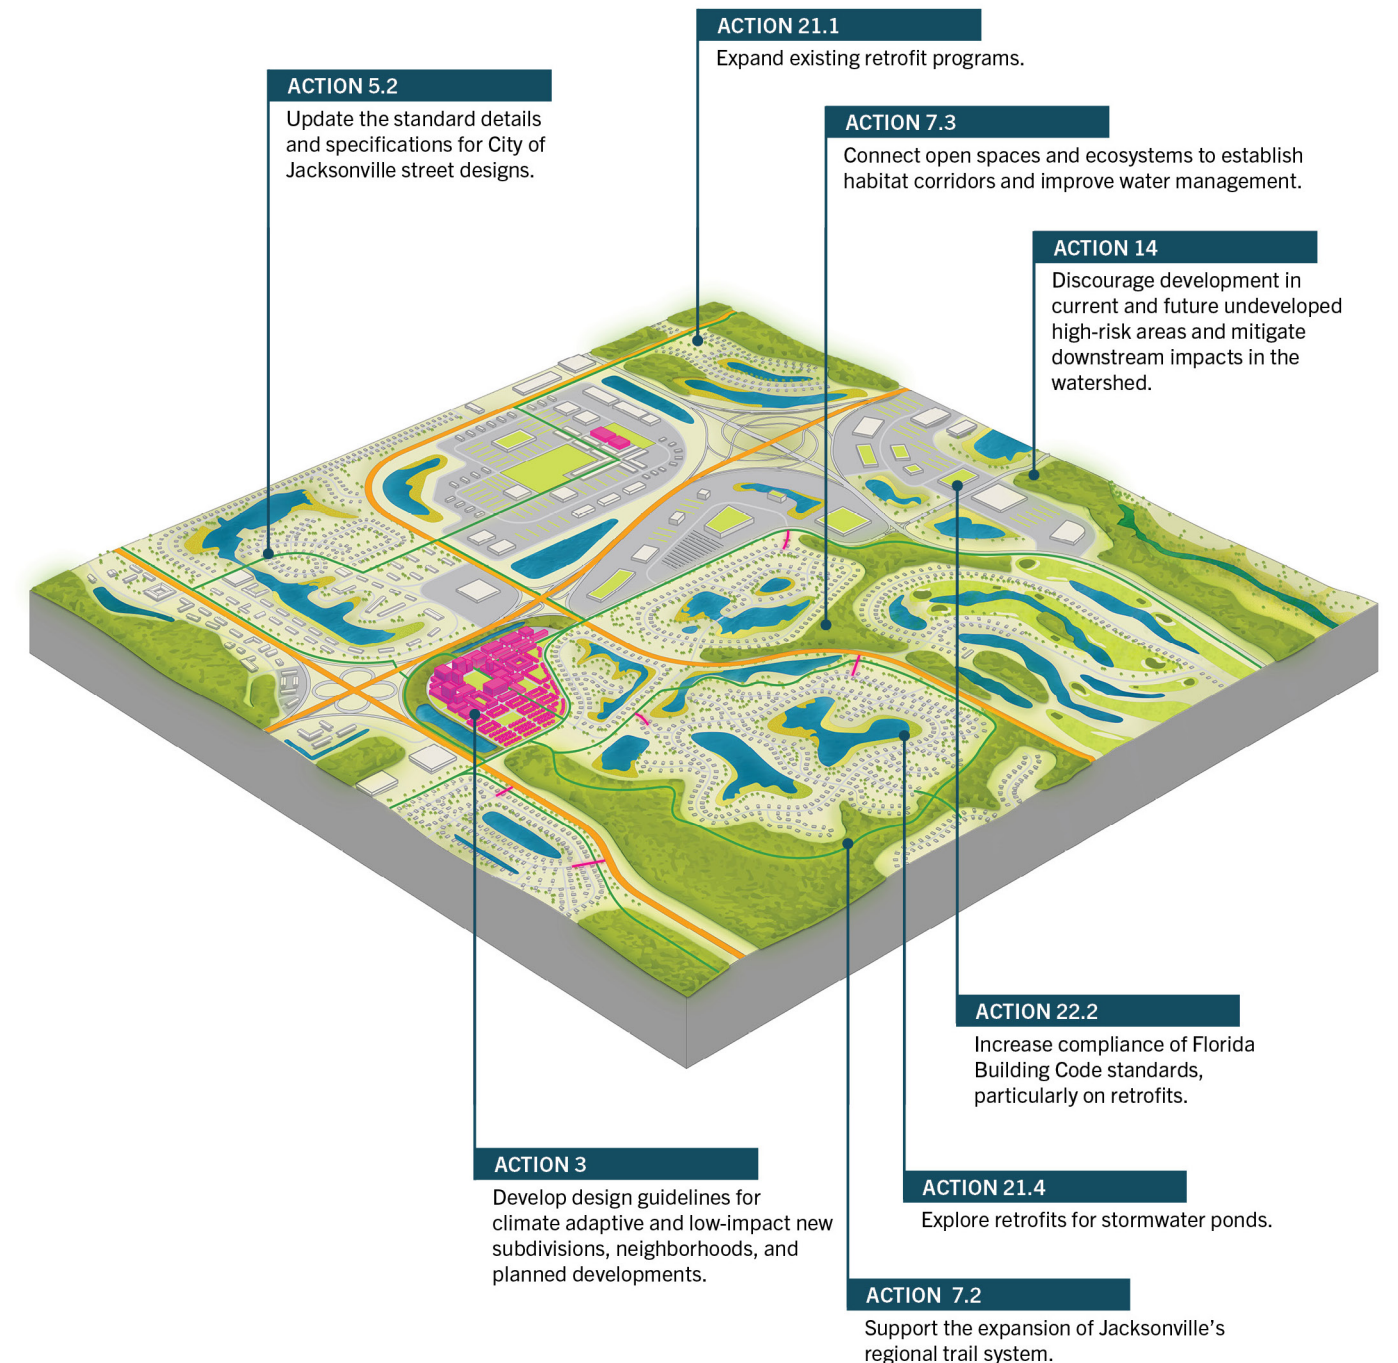 ACTION 21.1
Expand existing retrofit programs.
ACTION 5.2
Update the standard details
and specifications for City of
Jacksonville street designs.
ACTION 7.3
Connect open spaces and ecosystems to establish
habitat corridors and improve water management.
ACTION 14
Discourage development in
current and future undeveloped
high-risk areas and mitigate
downstream impacts in the
watershed.
ACTION 22.2
Increase compliance of Florida
Building Code standards,
particularly on retrofits.
ACTION 3
Develop design guidelines for
climate adaptive and low-impact new
subdivisions, neighborhoods, and
planned developments.
ACTION 21.4
Explore retrofits for stormwater ponds.
ACTION 7.2
Support the expansion of Jacksonville’s
regional trail system.